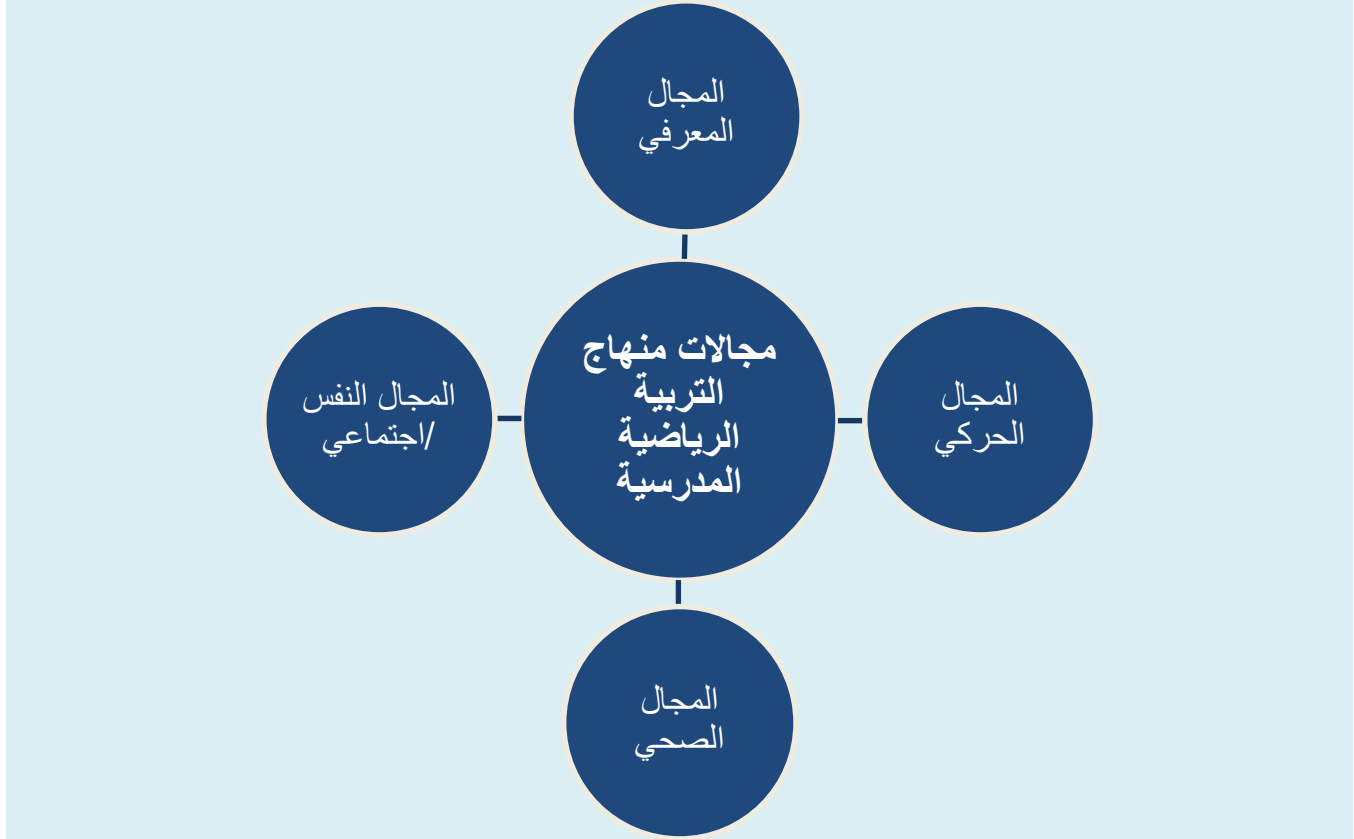 المجال
المعرفي
مجالات منهاج
التربية
الرياضية
المدرسية
المجال
الحركي
المجال النفس
/اجتماعي
المجال
الصحي